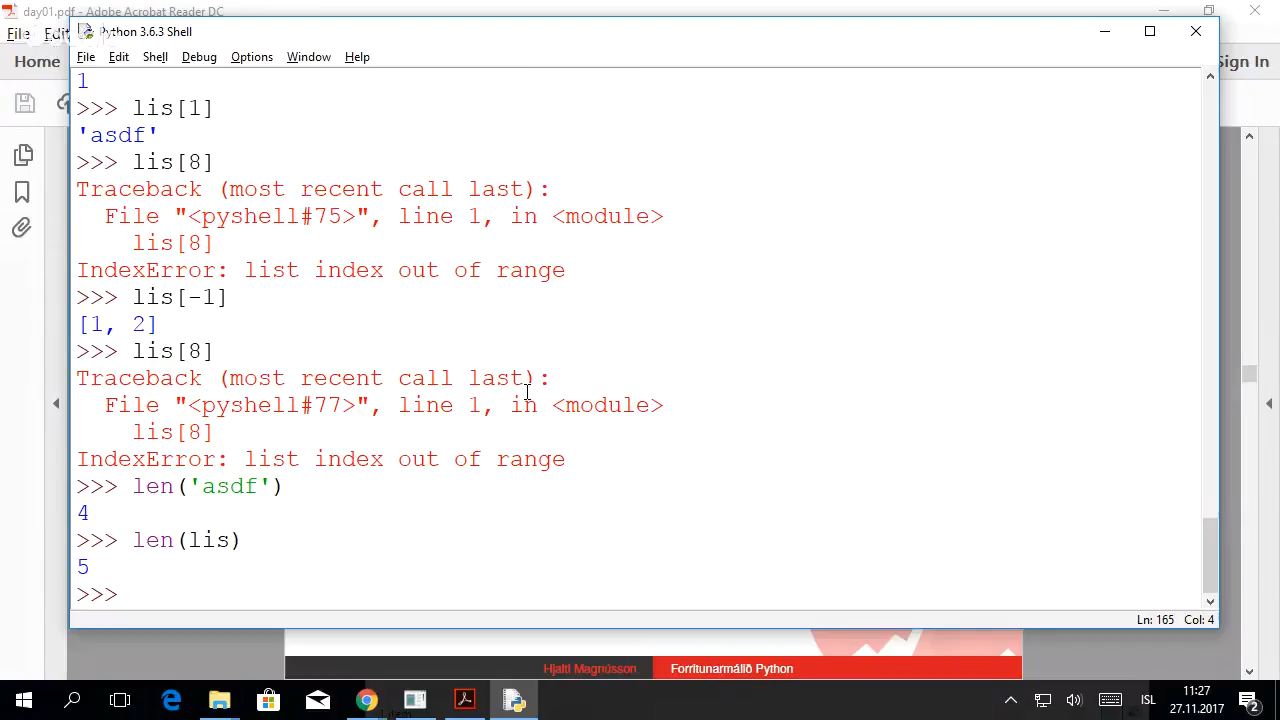 day01.pdf - Adobe Acrobat Reader DC
File Edit
Home
Sign In
Python 3.6.3 Shell
File Edit Shell Debug Options Window Help
1
>>> lis[1]
'asdf'
>>> lis[8]
Traceback (most recent call last):
  File "<pyshell#75>", line 1, in <module>
    lis[8]
IndexError: list index out of range
>>> lis[-1]
[1, 2]
>>> lis[8]
Traceback (most recent call last):
  File "<pyshell#77>", line 1, in <module>
    lis[8]
IndexError: list index out of range
>>> len('asdf')
4
>>> len(lis)
5
>>>
Ln: 165 Col: 4
Hjalti Magnússon Forritunarmálið Python
ISL
11:27
27.11.2017
2